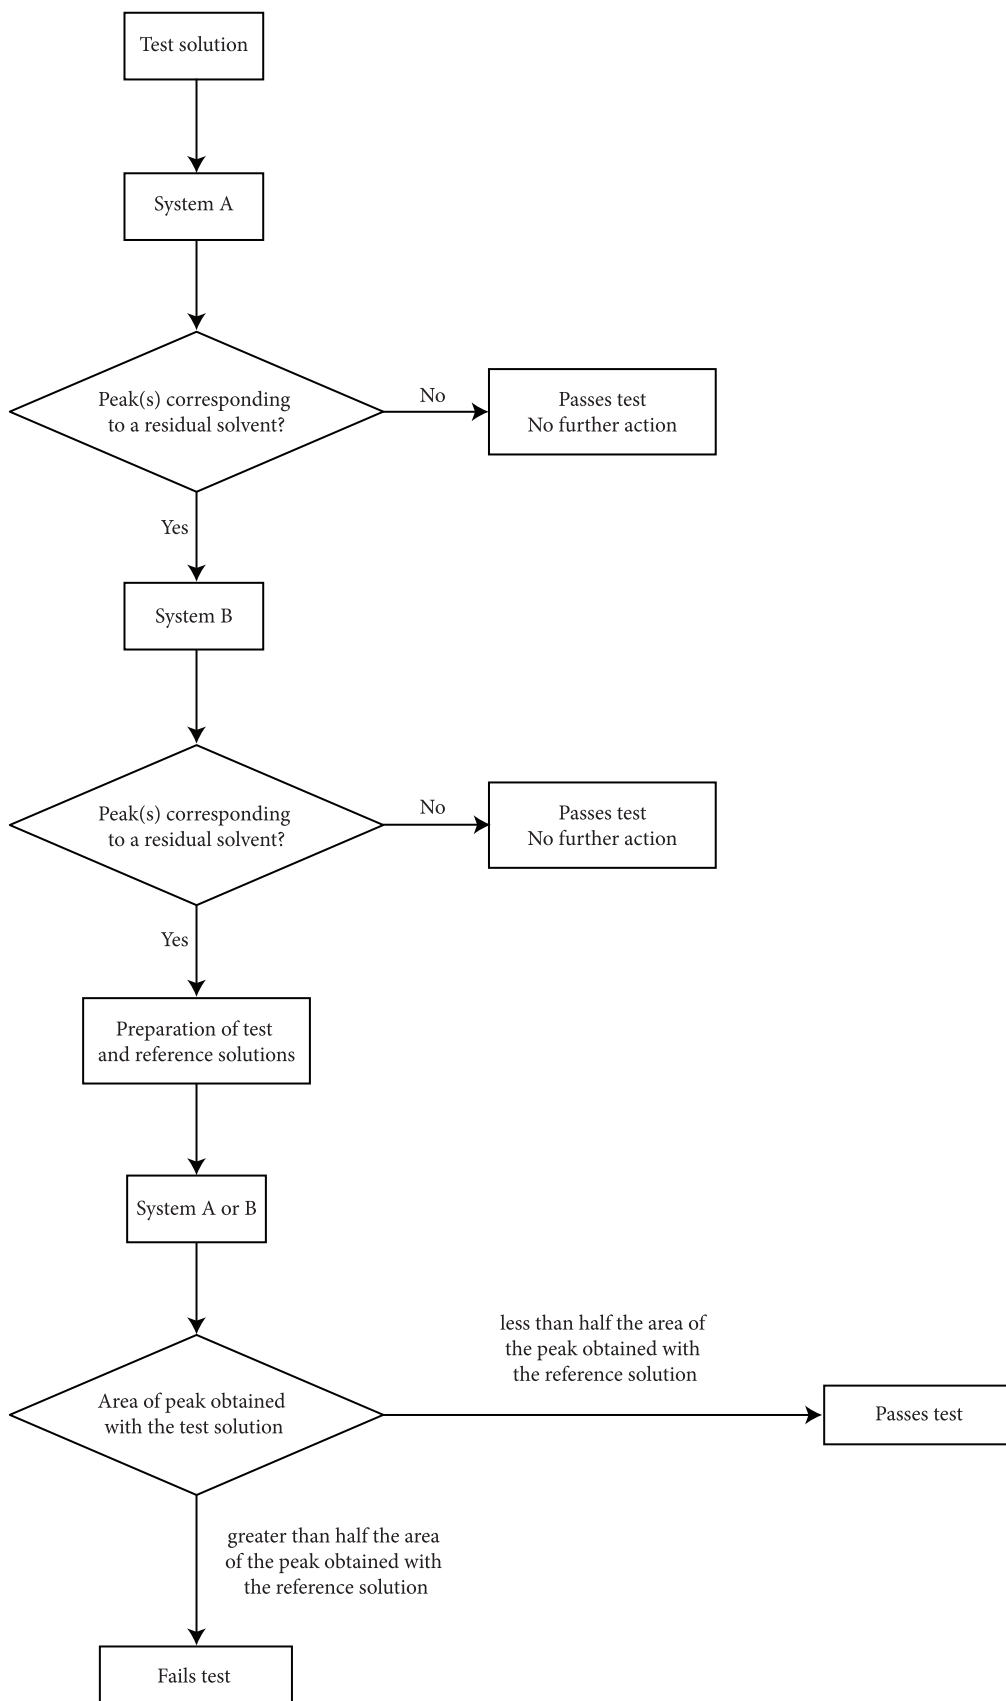 Test solution
System A
Peak(s) corresponding
to a residual solvent?
No
Passes test
No further action
Yes
System B
Peak(s) corresponding
to a residual solvent?
No
Passes test
No further action
Yes
Preparation of test
and reference solutions
System A or B
less than half the area of
the peak obtained with
the reference solution
Area of peak obtained
with the test solution
Passes test
greater than half the area
of the peak obtained with
the reference solution
Fails test